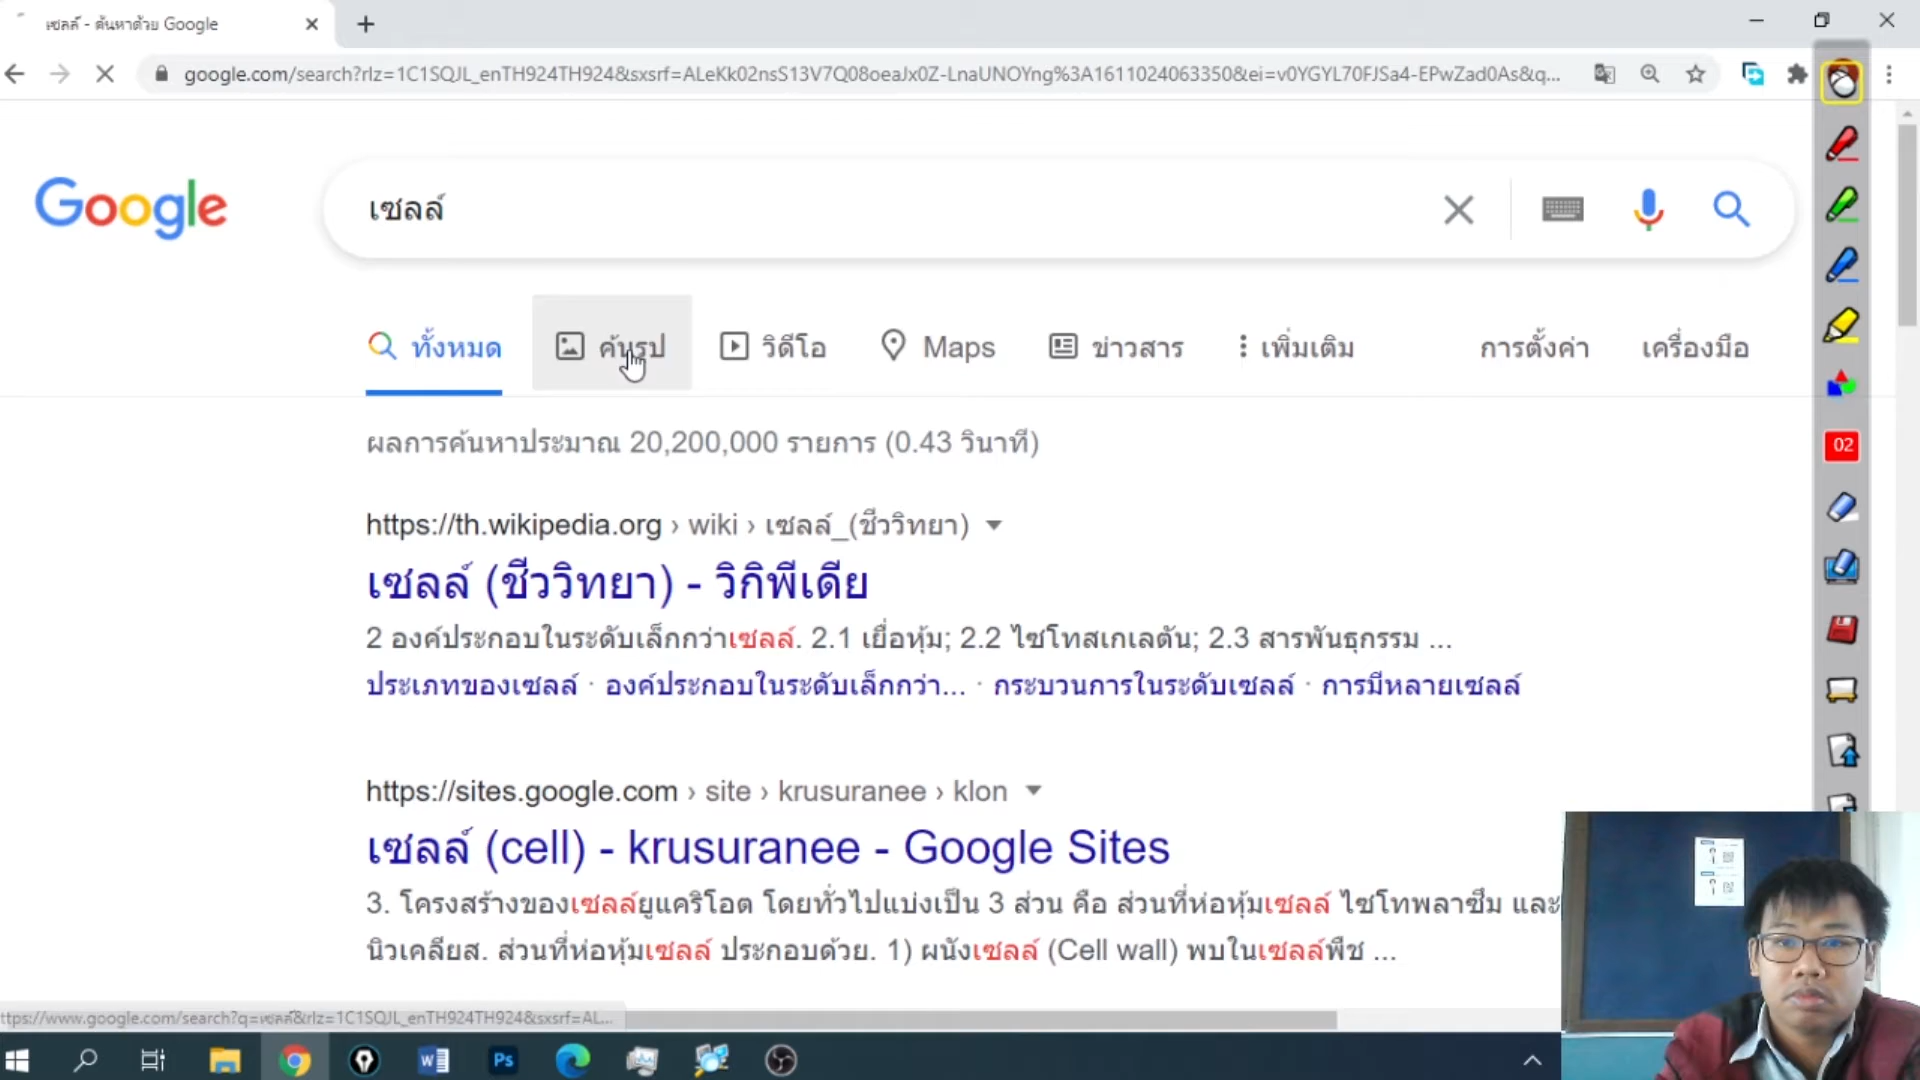 เซลล์ - ค้นหาด้วย Google
google.com/search?rlz=1C1SQJL_enTH924TH924&sxsrf=ALeKk02nsS13V7Q08oeaJx0Z-LnaUNOYng%3A1611024063350&ei=v0YGYL70FJSa4-EPwZad0As&q...
Google
เซลล์
ทั้งหมด
ค้นรูป
วิดีโอ
Maps
ข่าวสาร
เพิ่มเติม
การตั้งค่า
เครื่องมือ
02
ผลการค้นหาประมาณ 20,200,000 รายการ (0.43 วินาที)
https://th.wikipedia.org › wiki › เซลล์_(ชีววิทยา)
เซลล์ (ชีววิทยา) - วิกิพีเดีย
2 องค์ประกอบในระดับเล็กกว่าเซลล์. 2.1 เยื่อหุ้ม; 2.2 ไซโทสเกเลตัน; 2.3 สารพันธุกรรม ...
ประเภทของเซลล์ · องค์ประกอบในระดับเล็กกว่า... · กระบวนการในระดับเซลล์ · การมีหลายเซลล์
https://sites.google.com › site › krusuranee › klon
เซลล์ (cell) - krusuranee - Google Sites
3. โครงสร้างของเซลล์ยูแคริโอต โดยทั่วไปแบ่งเป็น 3 ส่วน คือ ส่วนที่ห่อหุ้มเซลล์ ไซโทพลาซึม และ
นิวเคลียส. ส่วนที่ห่อหุ้มเซลล์ ประกอบด้วย. 1) ผนังเซลล์ (Cell wall) พบในเซลล์พืช ...
ttps://www.google.com/search?q=เซลล์&rlz=1C1SQJL_enTH924TH924&sxsrf=AL...
W
Ps